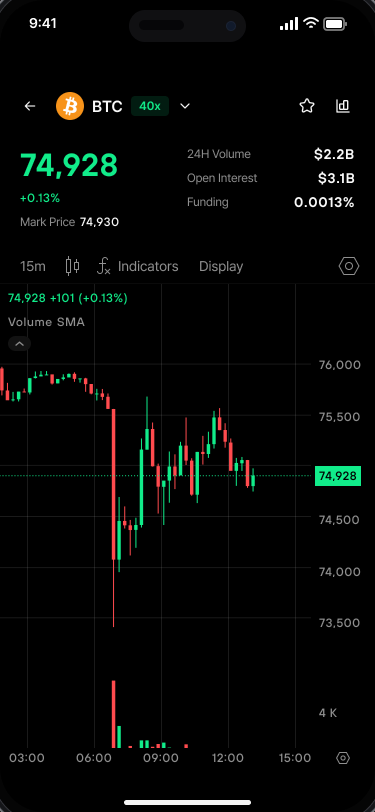 9:41
BTC 40x
74,928
+0.13%
Mark Price 74,930
24H Volume $2.2B
Open Interest $3.1B
Funding 0.0013%
15m Indicators Display
74,928 +101 (+0.13%)
Volume SMA
76,000
75,500
74,928
74,500
74,000
73,500
4 K
03:00 06:00 09:00 12:00 15:00